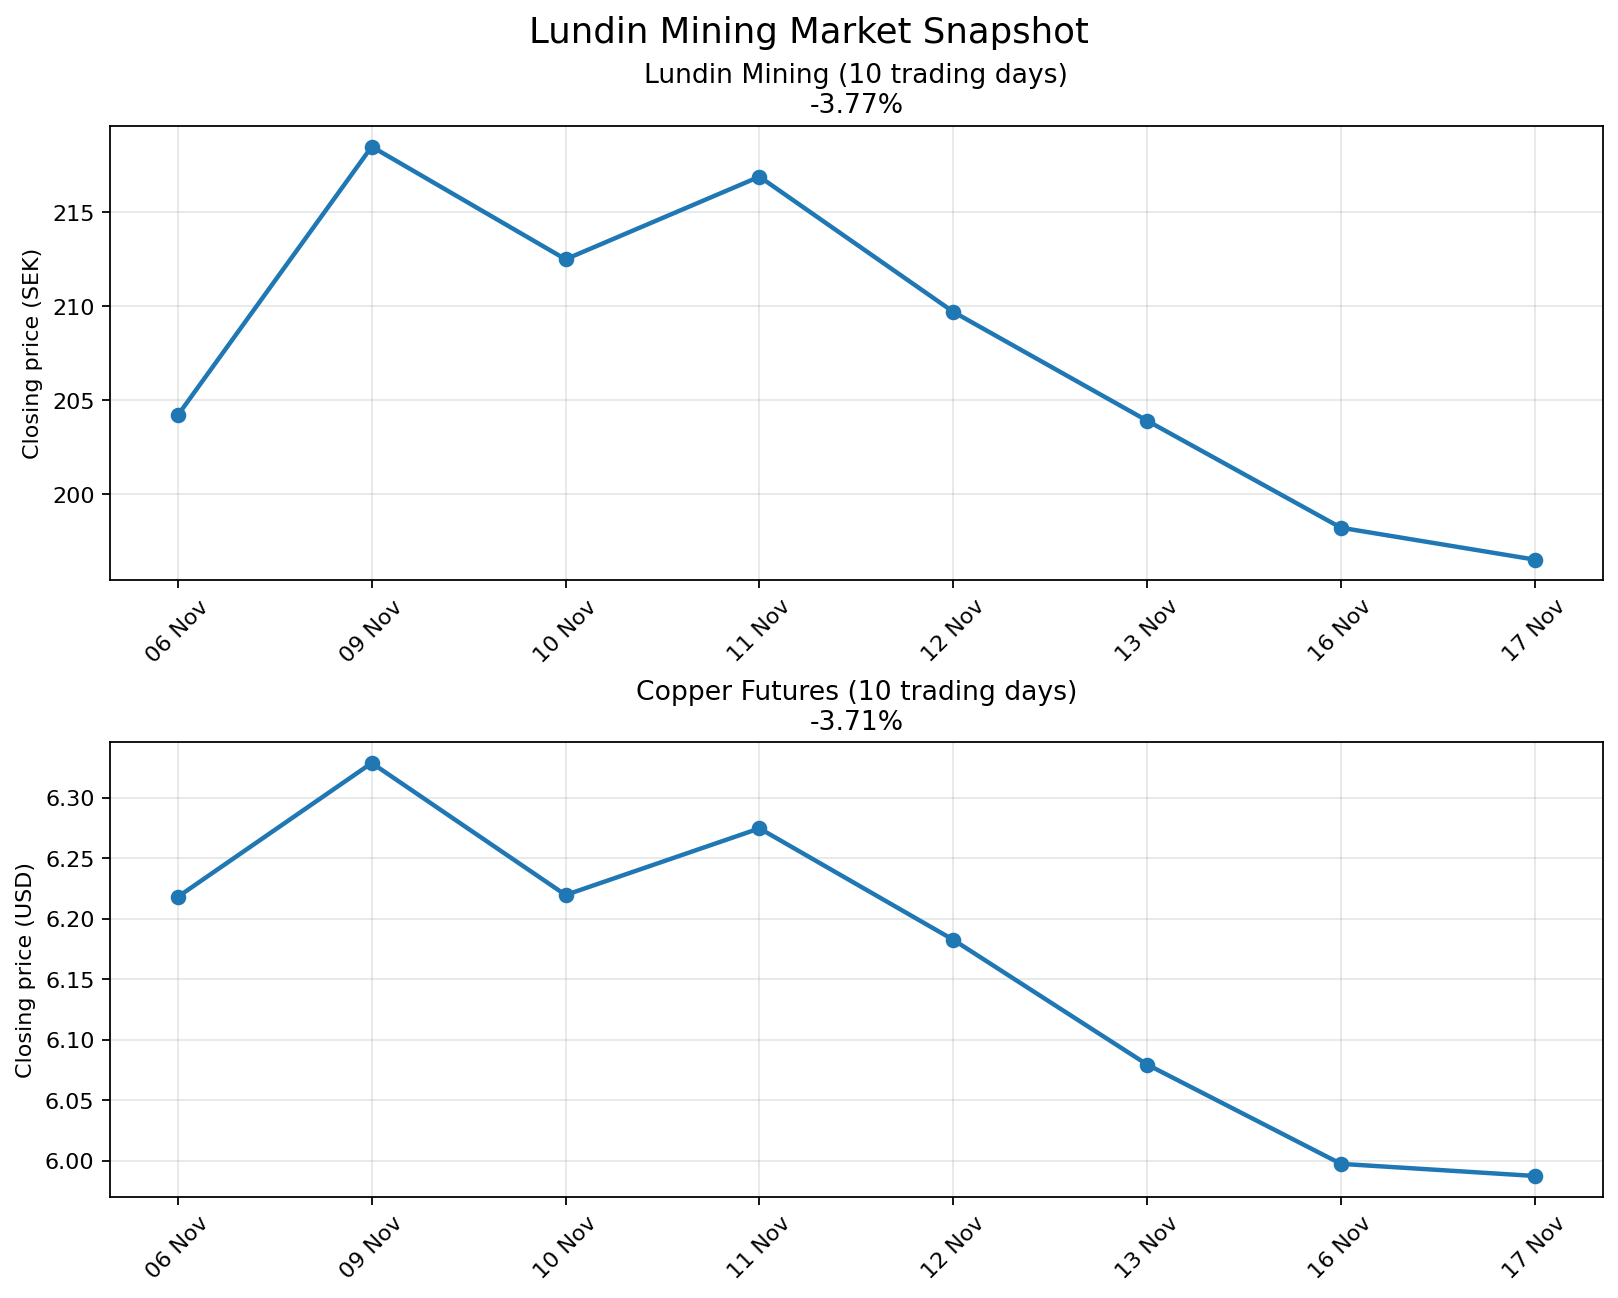 Lundin Mining Market Snapshot
Lundin Mining (10 trading days)
-3.77%
Closing price (SEK)
215
210
205
200
06 Nov
09 Nov
10 Nov
11 Nov
12 Nov
13 Nov
16 Nov
17 Nov
Copper Futures (10 trading days)
-3.71%
Closing price (USD)
6.30
6.25
6.20
6.15
6.10
6.05
6.00
06 Nov
09 Nov
10 Nov
11 Nov
12 Nov
13 Nov
16 Nov
17 Nov